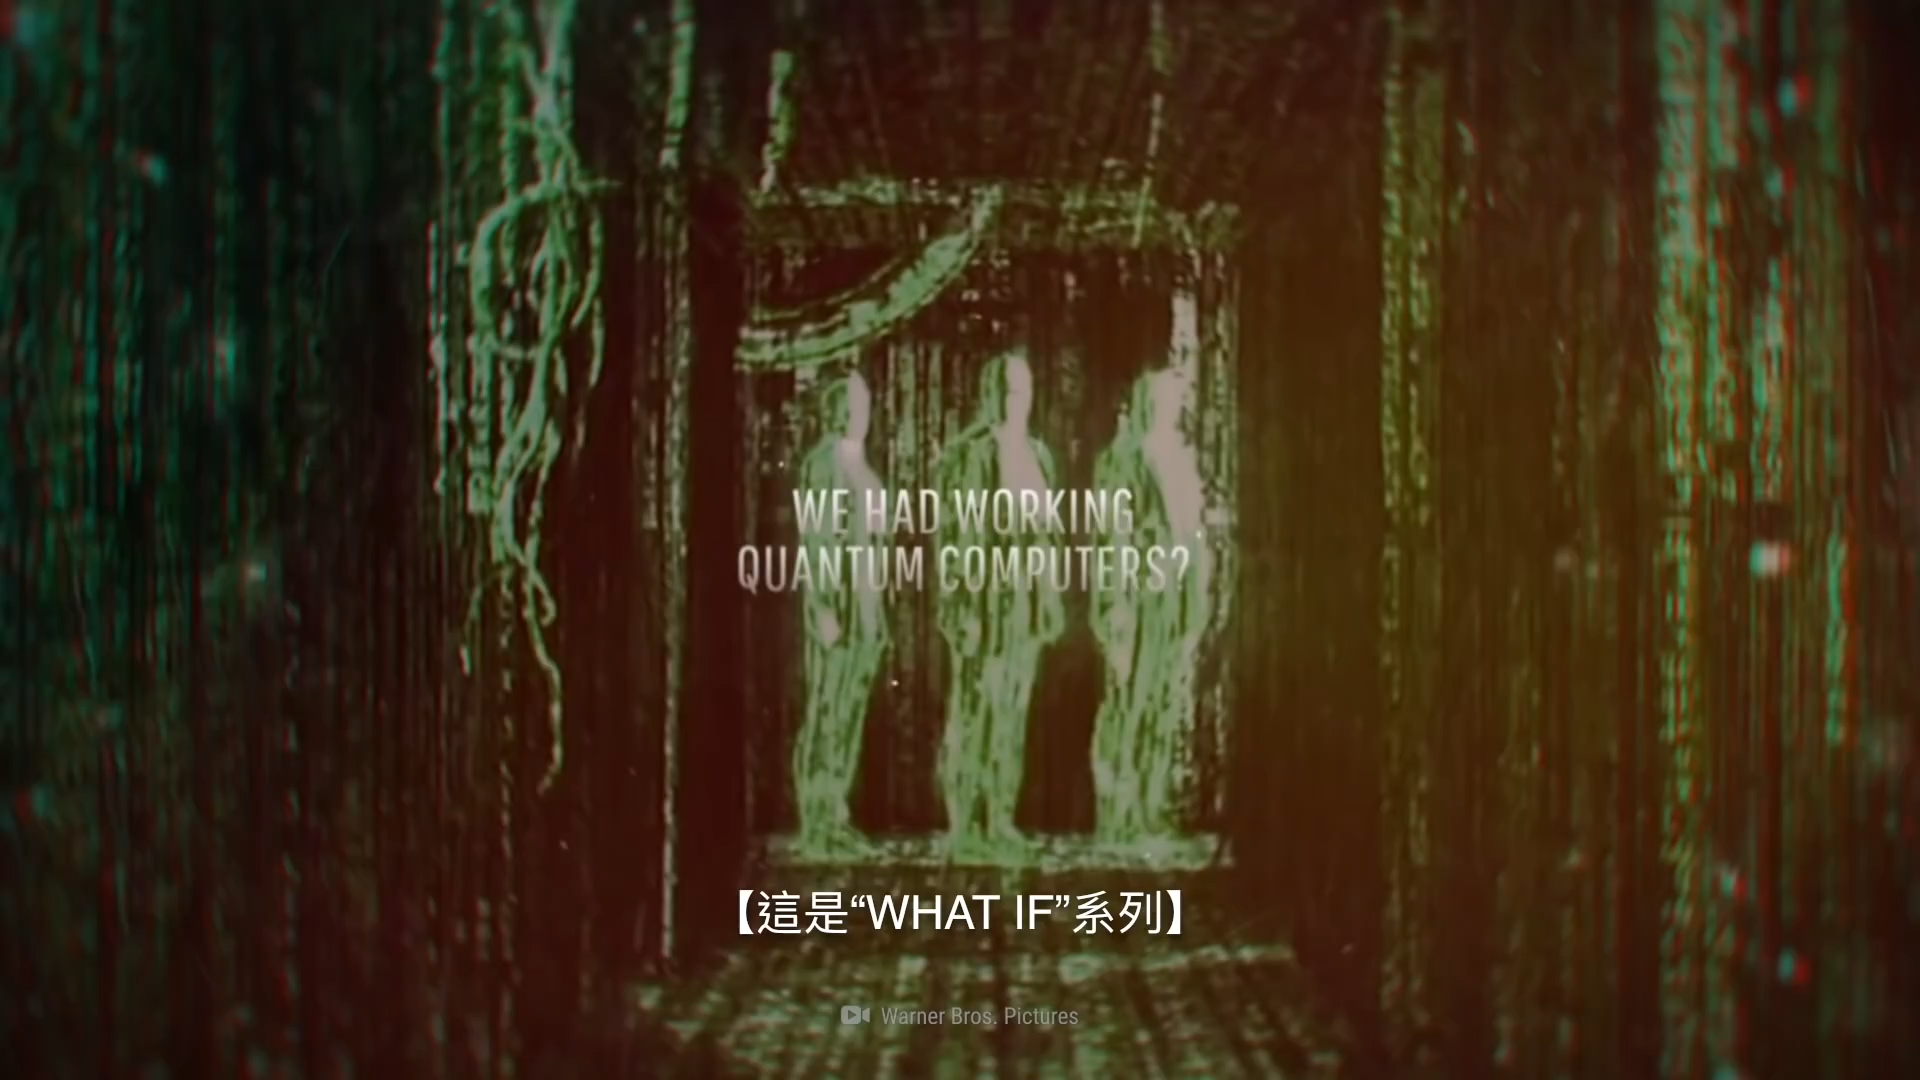 WE HAD WORKING
QUANTUM COMPUTERS?
【這是“WHAT IF”系列】
Warner Bros. Pictures